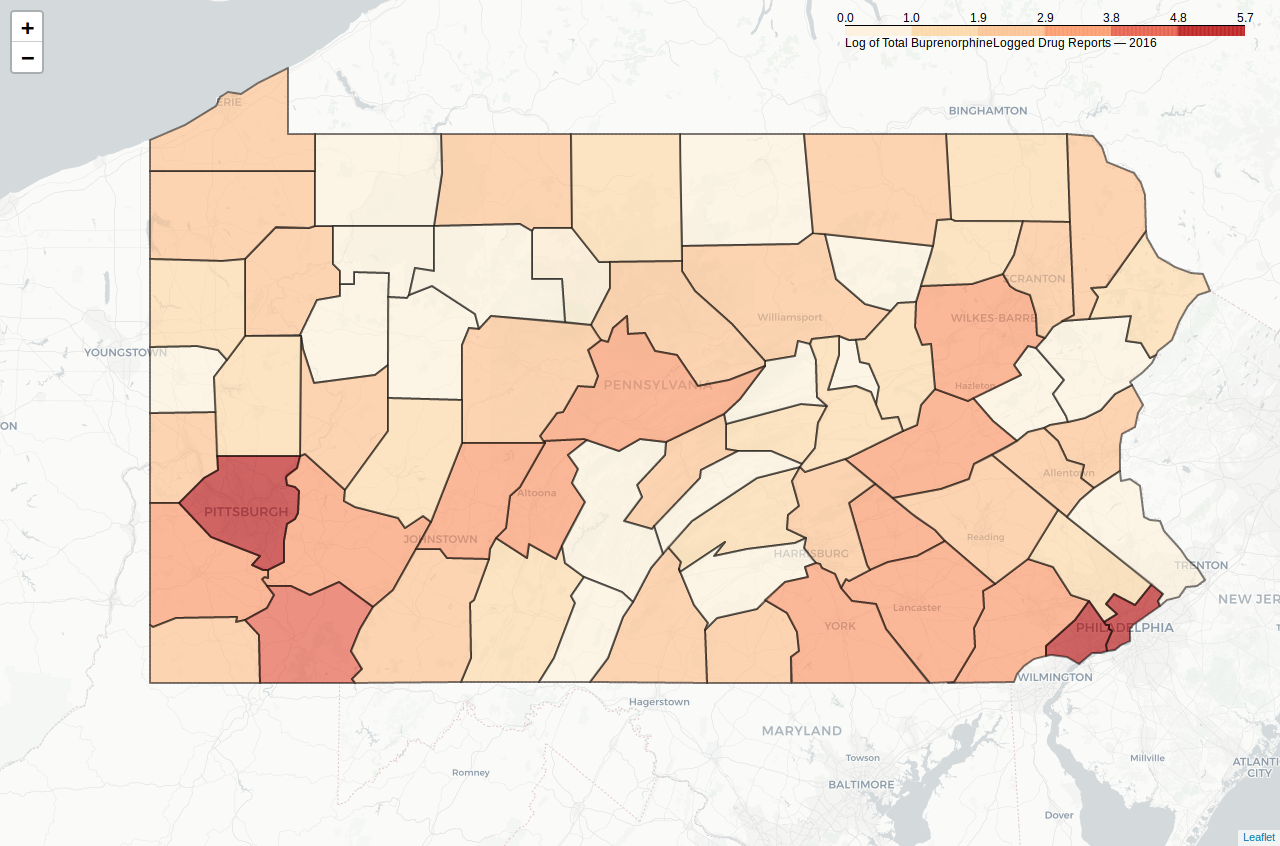 +
−
0.0 1.0 1.9 2.9 3.8 4.8 5.7
Log of Total BuprenorphineLogged Drug Reports — 2016
ERIE
BINGHAMTON
SCRANTON
Williamsport
WILKES-BARRE
YOUNGSTOWN
PENNSYLVANIA
Hazleton
ON
Allentown
Altoona
PITTSBURGH
JOHNSTOWN
Reading
HARRISBURG
TRENTON
NEW JER
Lancaster
YORK
PHILADELPHIA
WILMINGTON
Hagerstown
MARYLAND
Towson
Millville
ATLANTI
CITY
Romney
BALTIMORE
Dover
Leaflet